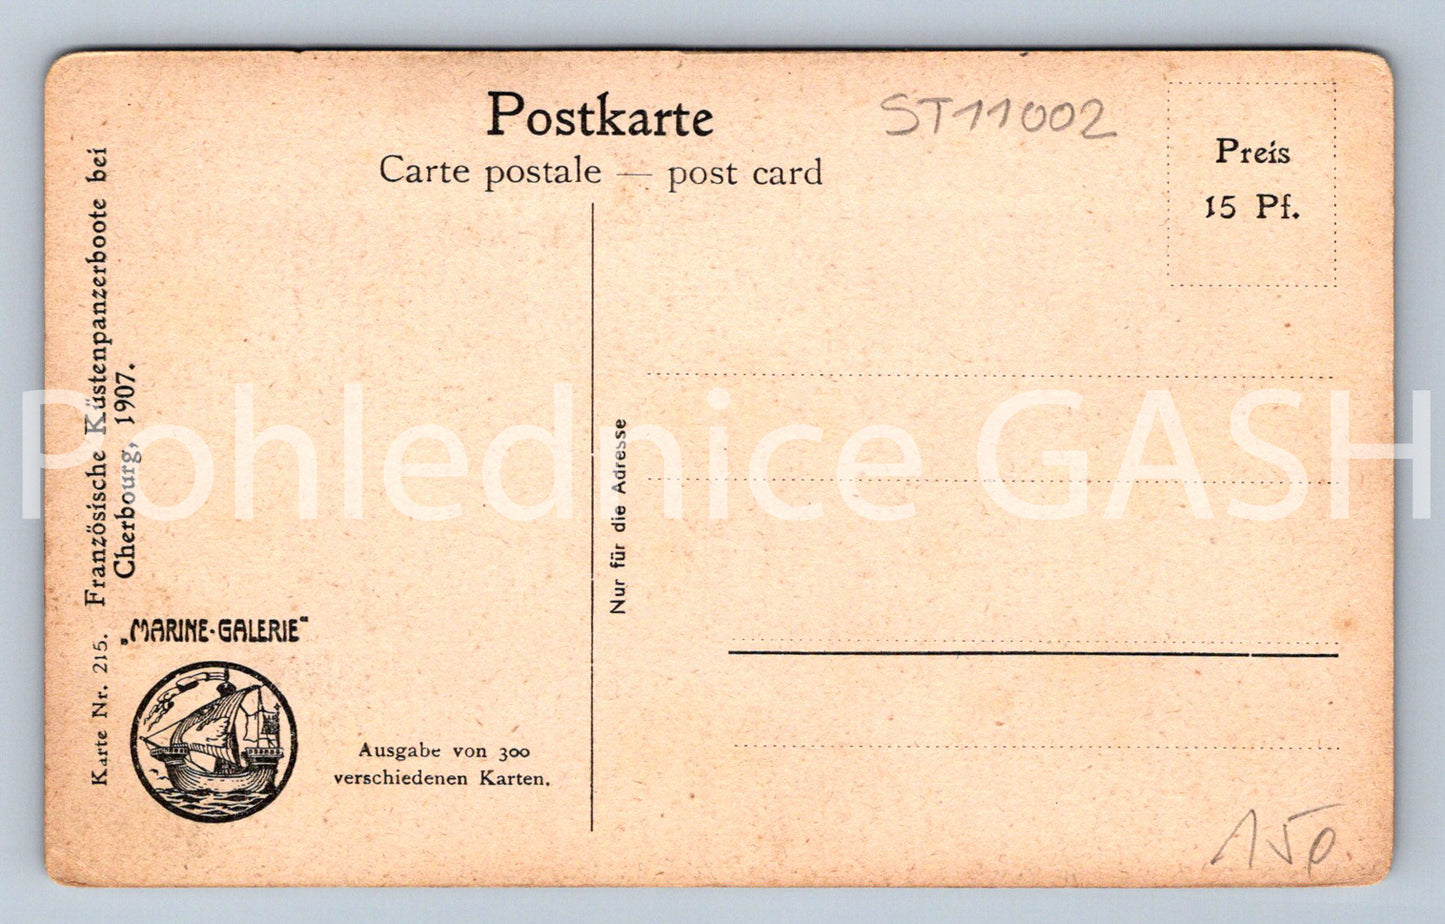 Postkarte
Carte postale — post card
ST11002
Preis
15 Pf.
Karte Nr. 215. Französische Küstenpanzerboote bei
Cherbourg, 1907.
Nur für die Adresse
Pohlednice GASH
„MARINE-GALERIE“
Ausgabe von 300
verschiedenen Karten.
150